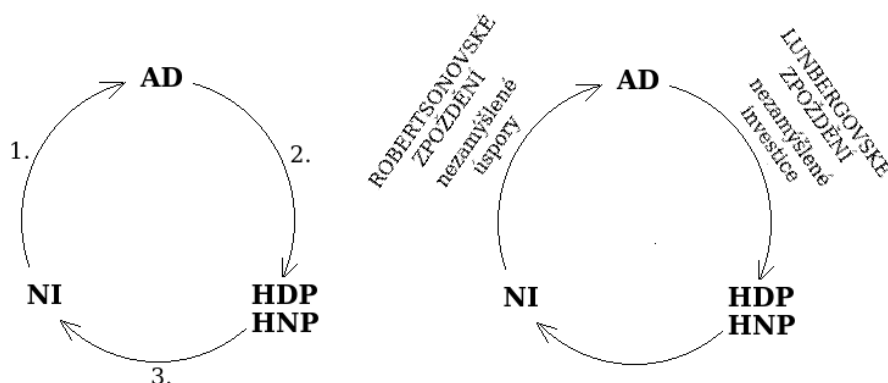 AD
1.
2.
NI
HDP
HNP
3.
ROBERTSONOVSKÉ
ZPOŽDĚNÍ
nezamýšlené
úspory
AD
LUNBERGOVSKÉ
ZPOŽDĚNÍ
nezamýšlené
investice
NI
HDP
HNP